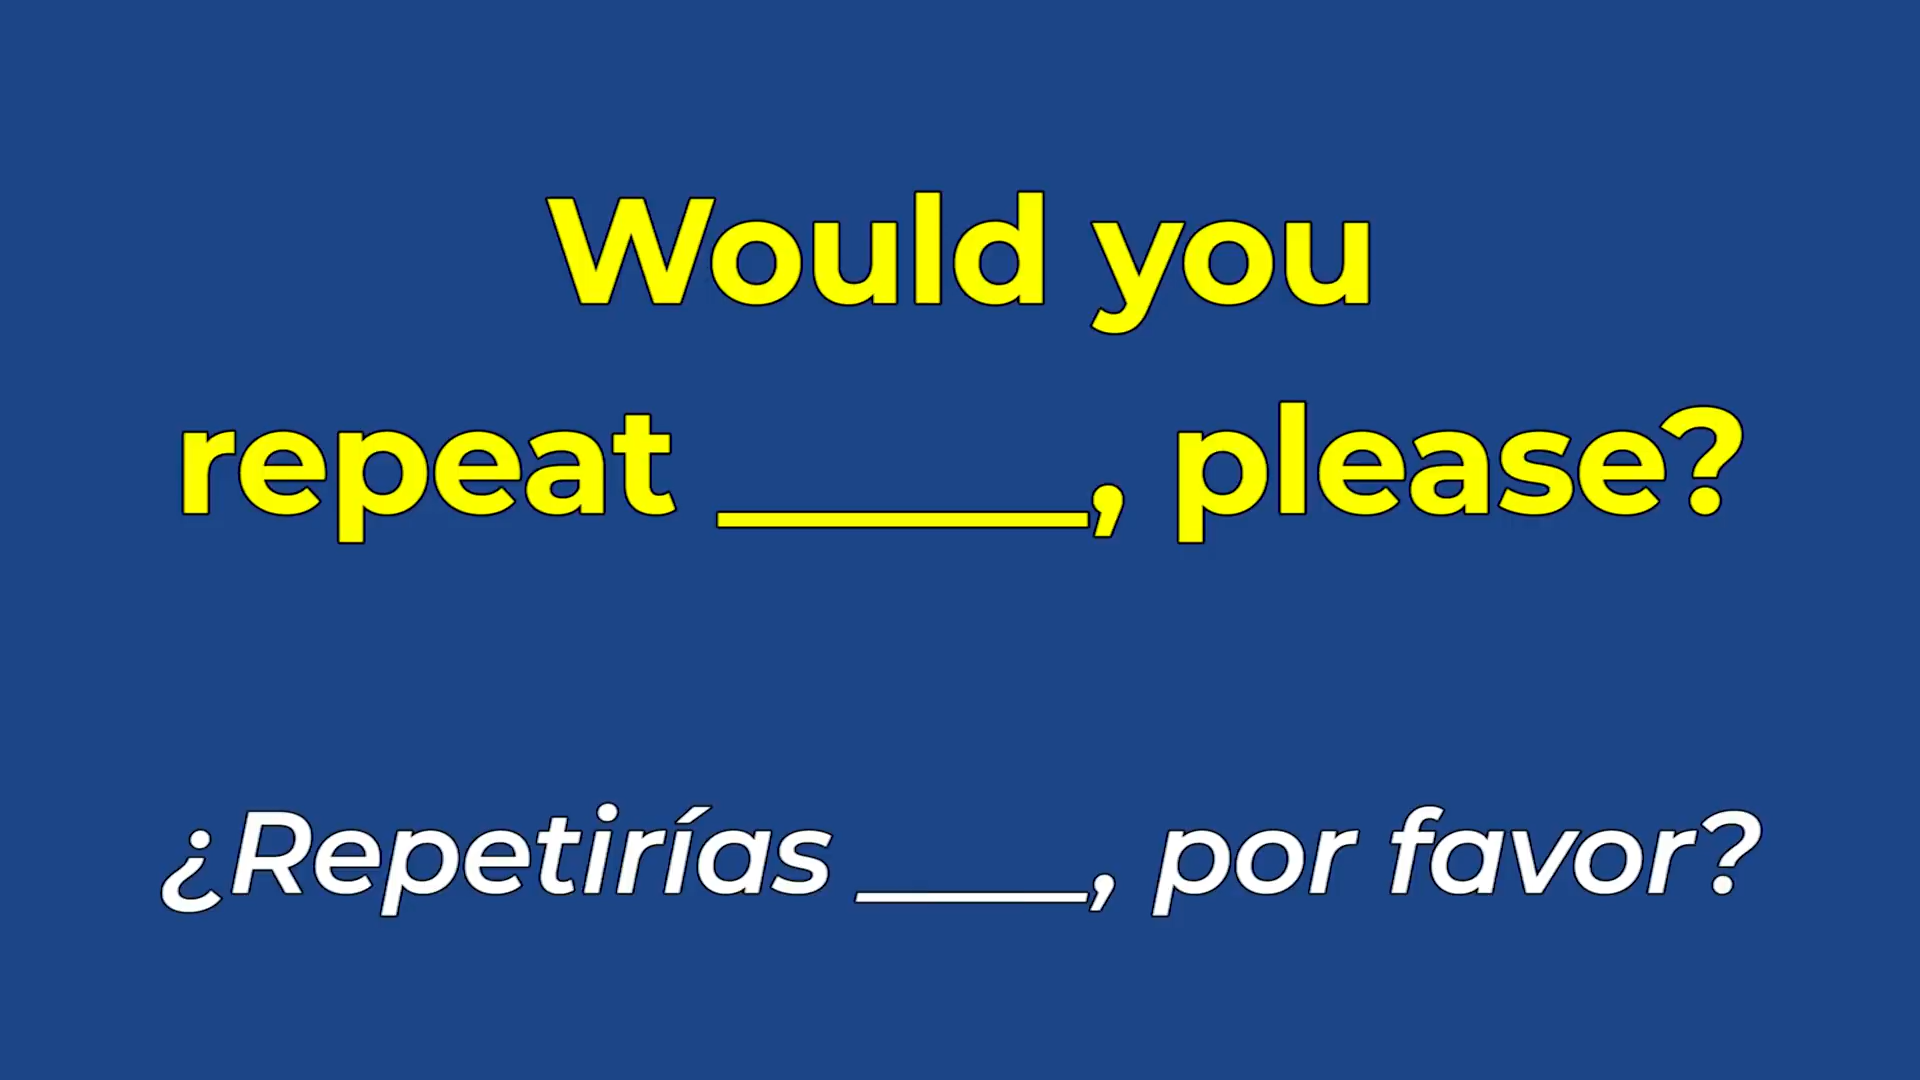 Would you
repeat _____, please?
¿Repetirías ____, por favor?